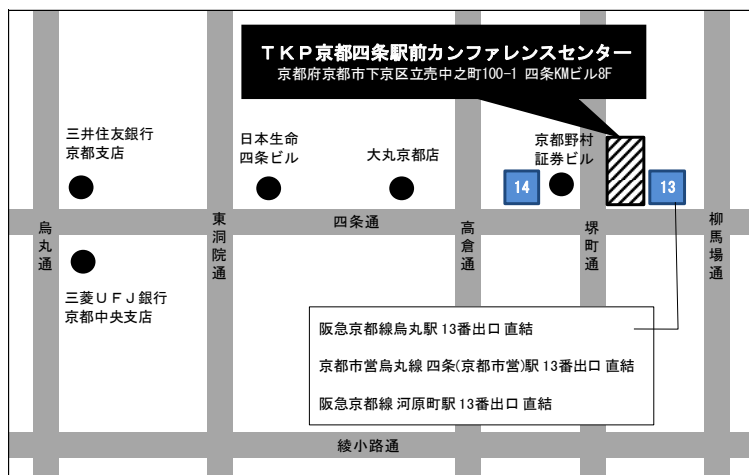 ＴＫＰ京都四条駅前カンファレンスセンター
京都府京都市下京区立売中之町100-1 四条KMビル8F
三井住友銀行
京都支店
日本生命
四条ビル
大丸京都店
京都野村
証券ビル
14
13
烏丸通
東洞院通
四条通
高倉通
堺町通
柳馬場通
三菱ＵＦＪ銀行
京都中央支店
阪急京都線烏丸駅 13番出口 直結
京都市営烏丸線 四条(京都市営)駅 13番出口 直結
阪急京都線 河原町駅 13番出口 直結
綾小路通